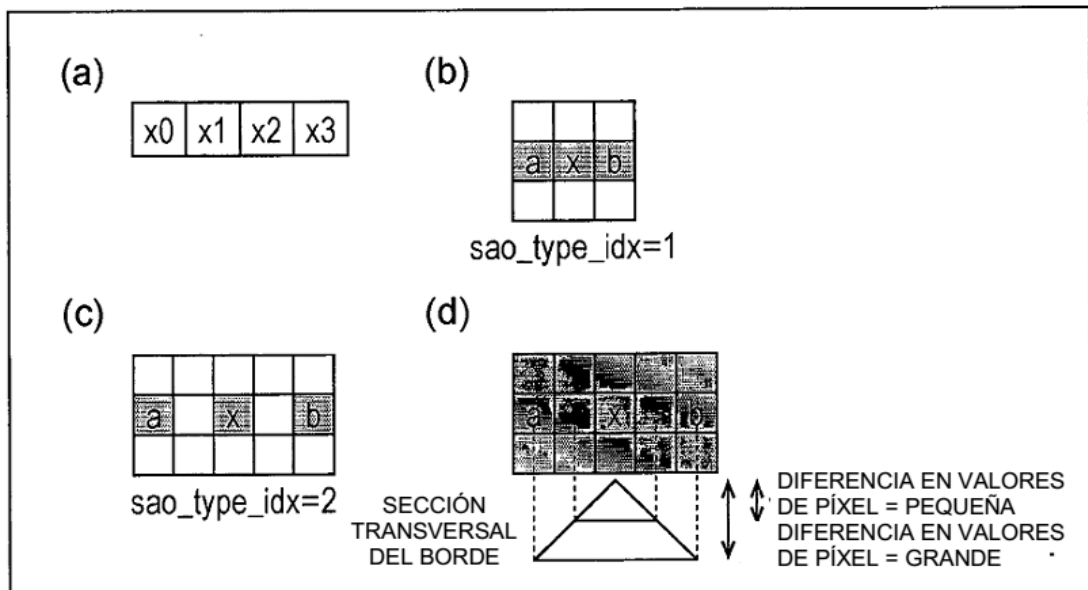 (a)
x0 x1 x2 x3
(b)
a x b
sao_type_idx=1
(c)
a x b
sao_type_idx=2
(d)
a x b
SECCIÓN
TRANSVERSAL
DEL BORDE
DIFERENCIA EN VALORES
DE PÍXEL = PEQUEÑA
DIFERENCIA EN VALORES
DE PÍXEL = GRANDE